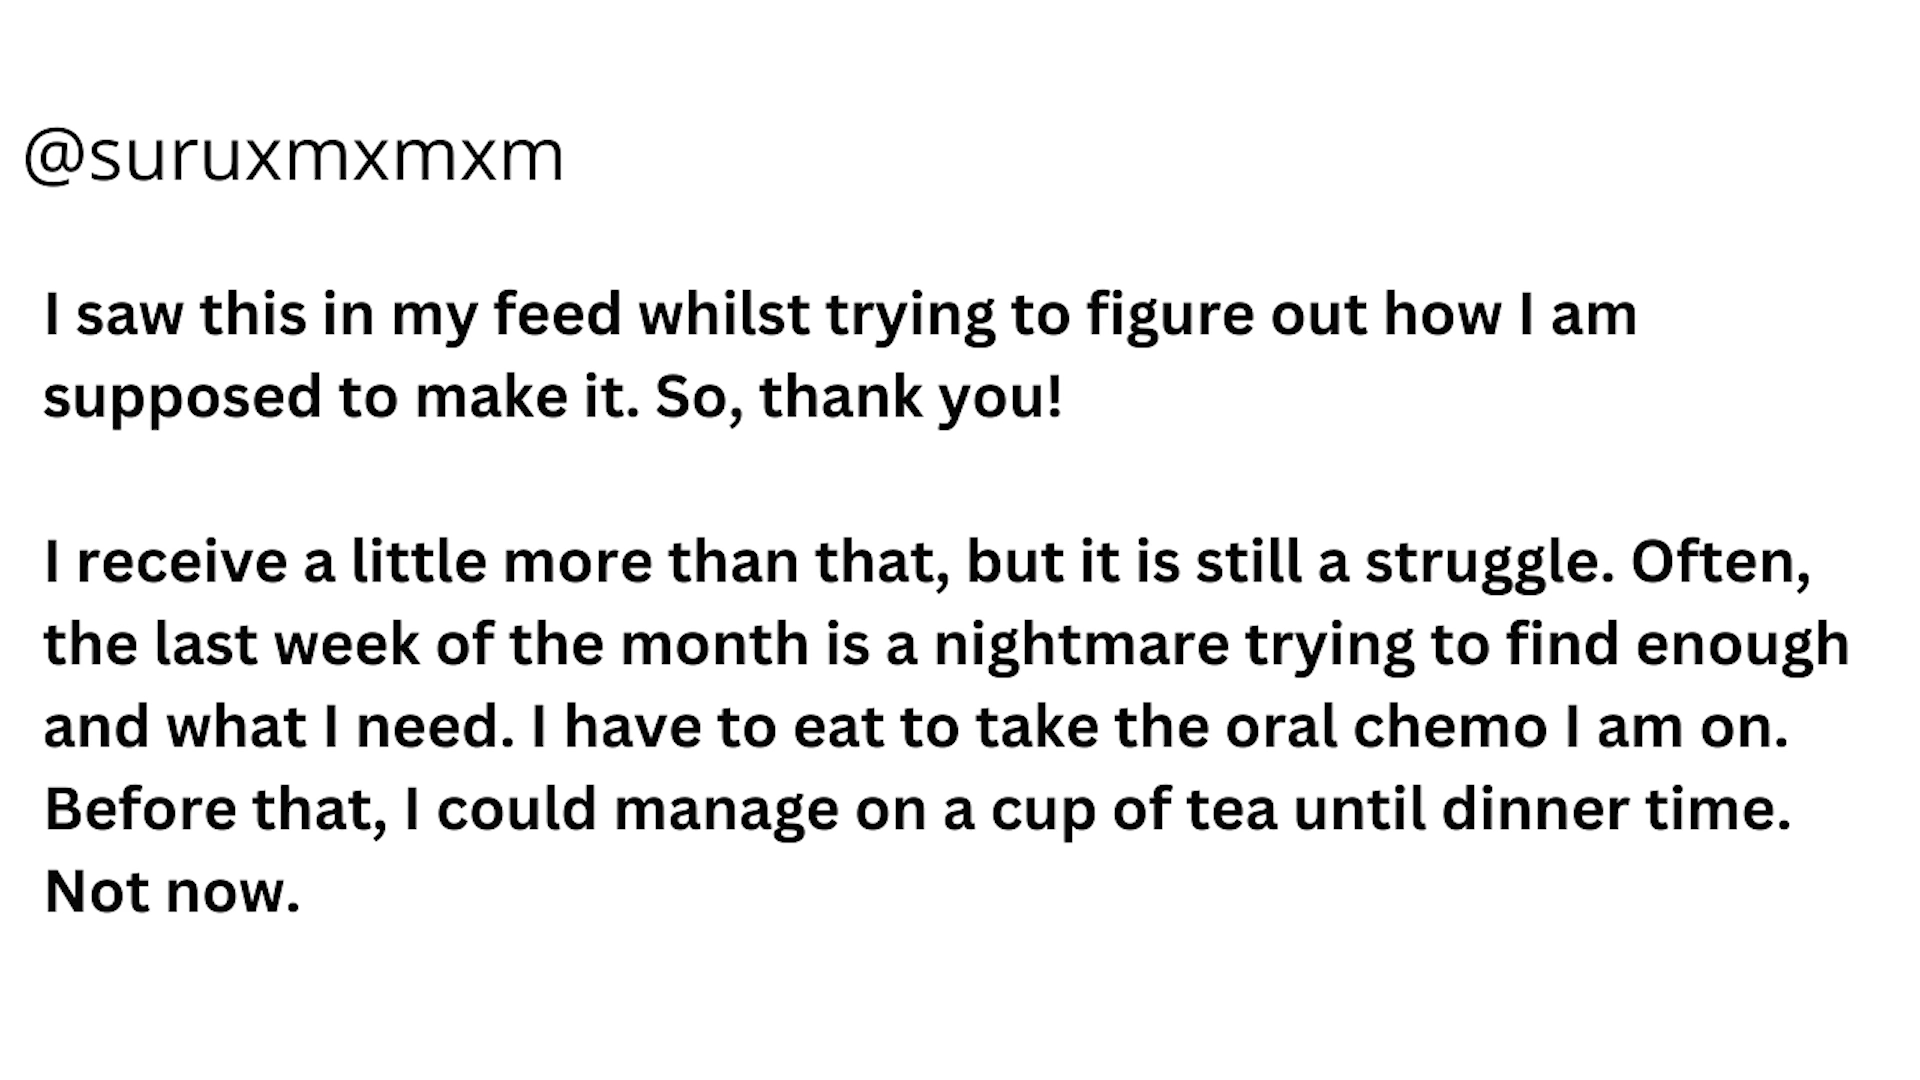 @suruxmxmxm
I saw this in my feed whilst trying to figure out how I am
supposed to make it. So, thank you!
I receive a little more than that, but it is still a struggle. Often,
the last week of the month is a nightmare trying to find enough
and what I need. I have to eat to take the oral chemo I am on.
Before that, I could manage on a cup of tea until dinner time.
Not now.